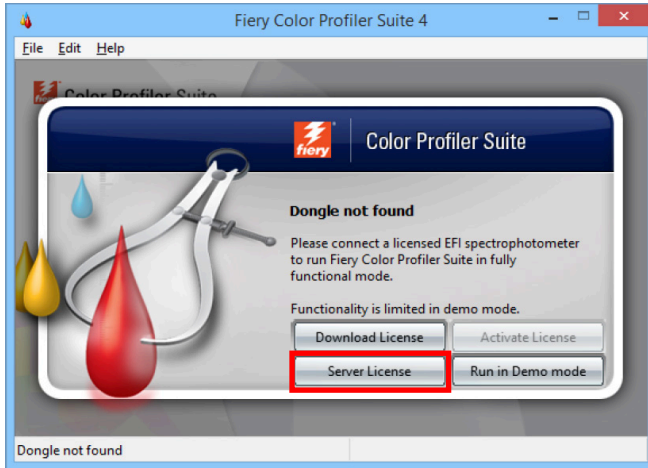 Fiery Color Profiler Suite 4
File Edit Help
Color Profiler Suite
fiery
Color Profiler Suite
Dongle not found
Please connect a licensed EFI spectrophotometer
to run Fiery Color Profiler Suite in fully
functional mode.
Functionality is limited in demo mode.
Download License Activate License
Server License Run in Demo mode
Dongle not found